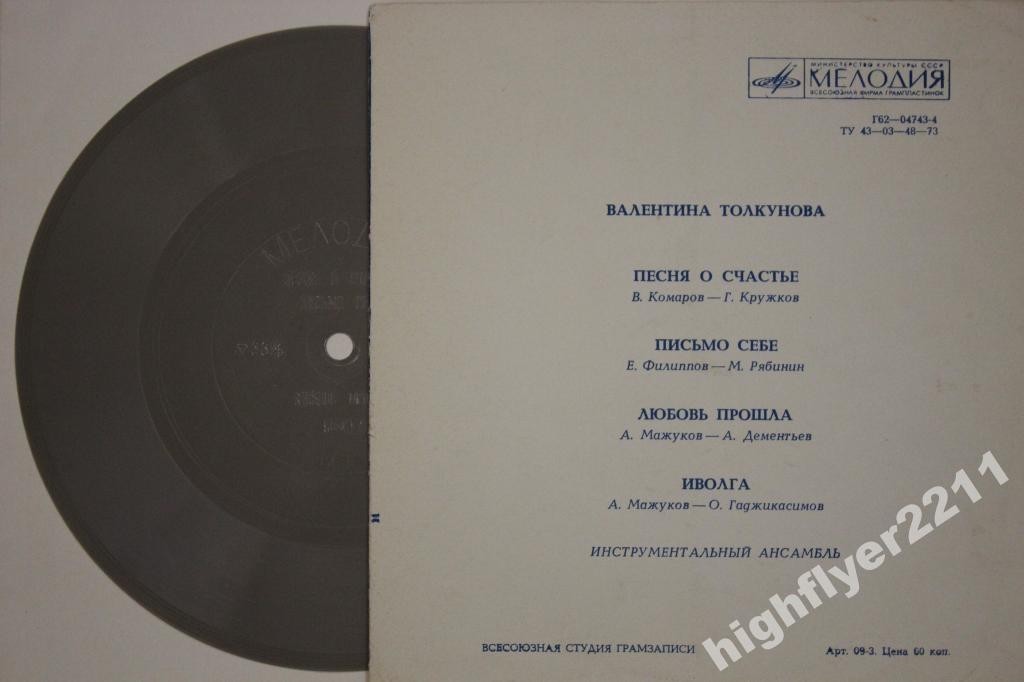 МИНИСТЕРСТВО КУЛЬТУРЫ СССР
МЕЛОДИЯ
ВСЕСОЮЗНАЯ ФИРМА ГРАМПЛАСТИНОК
Г62—04743-4
ТУ 43—03—48—73
ВАЛЕНТИНА ТОЛКУНОВА
ПЕСНЯ О СЧАСТЬЕ
В. Комаров — Г. Кружков
ПИСЬМО СЕБЕ
Е. Филиппов — М. Рябинин
ЛЮБОВЬ ПРОШЛА
А. Мажуков — А. Дементьев
ИВОЛГА
А. Мажуков — О. Гаджикасимов
ИНСТРУМЕНТАЛЬНЫЙ АНСАМБЛЬ
ВСЕСОЮЗНАЯ СТУДИЯ ГРАМЗАПИСИ
Арт. 09-3. Цена 60 коп.
МЕЛОД
highflyer2211